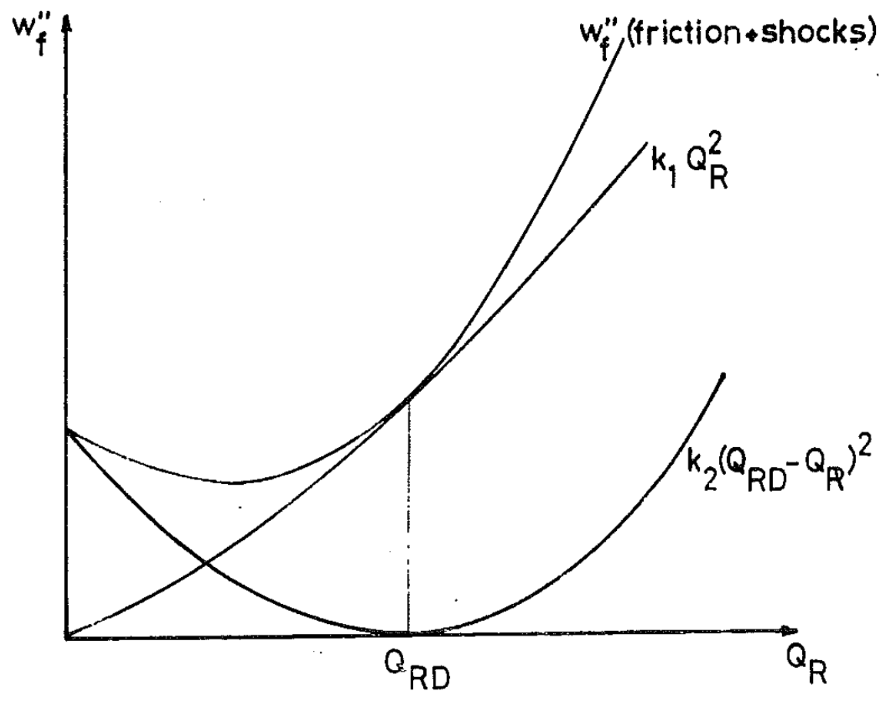 w"f
w"f (friction+shocks)
k1 Q²R
k2(QRD-QR)²
QRD
QR